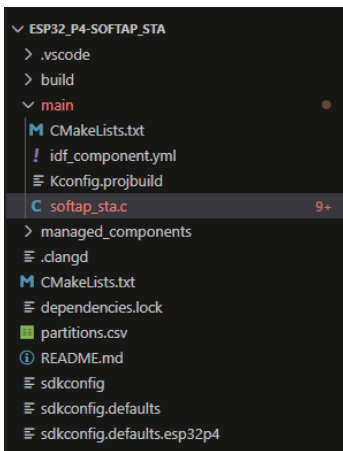 ESP32_P4-SOFTAP_STA
.vscode
build
main
M CMakeLists.txt
! idf_component.yml
Kconfig.projbuild
C softap_sta.c 9+
managed_components
.clangd
M CMakeLists.txt
dependencies.lock
partitions.csv
README.md
sdkconfig
sdkconfig.defaults
sdkconfig.defaults.esp32p4